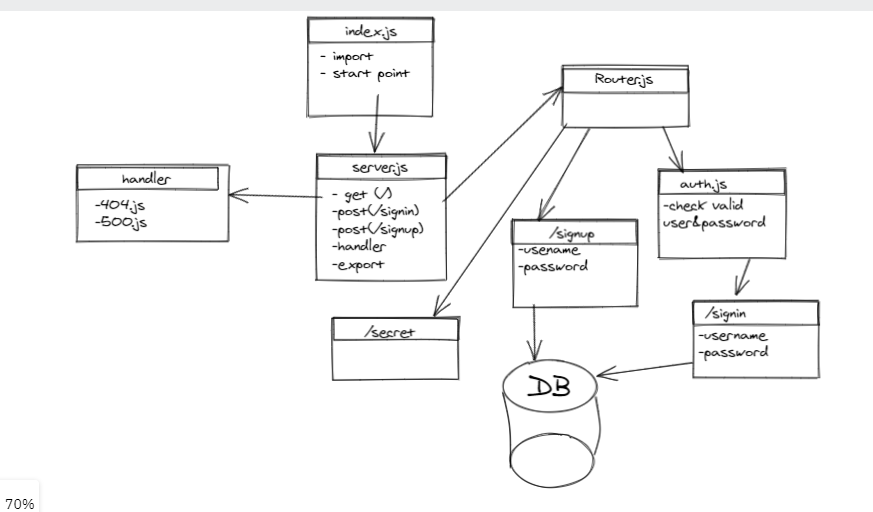 index.js
- import
- start point
Router.js
server.js
- get (/)
-post(/signin)
-post(/signup)
-handler
-export
handler
-404.js
-500.js
auth.js
-check valid
user&password
/signup
-usename
-password
/secret
/signin
-username
-password
DB
70%